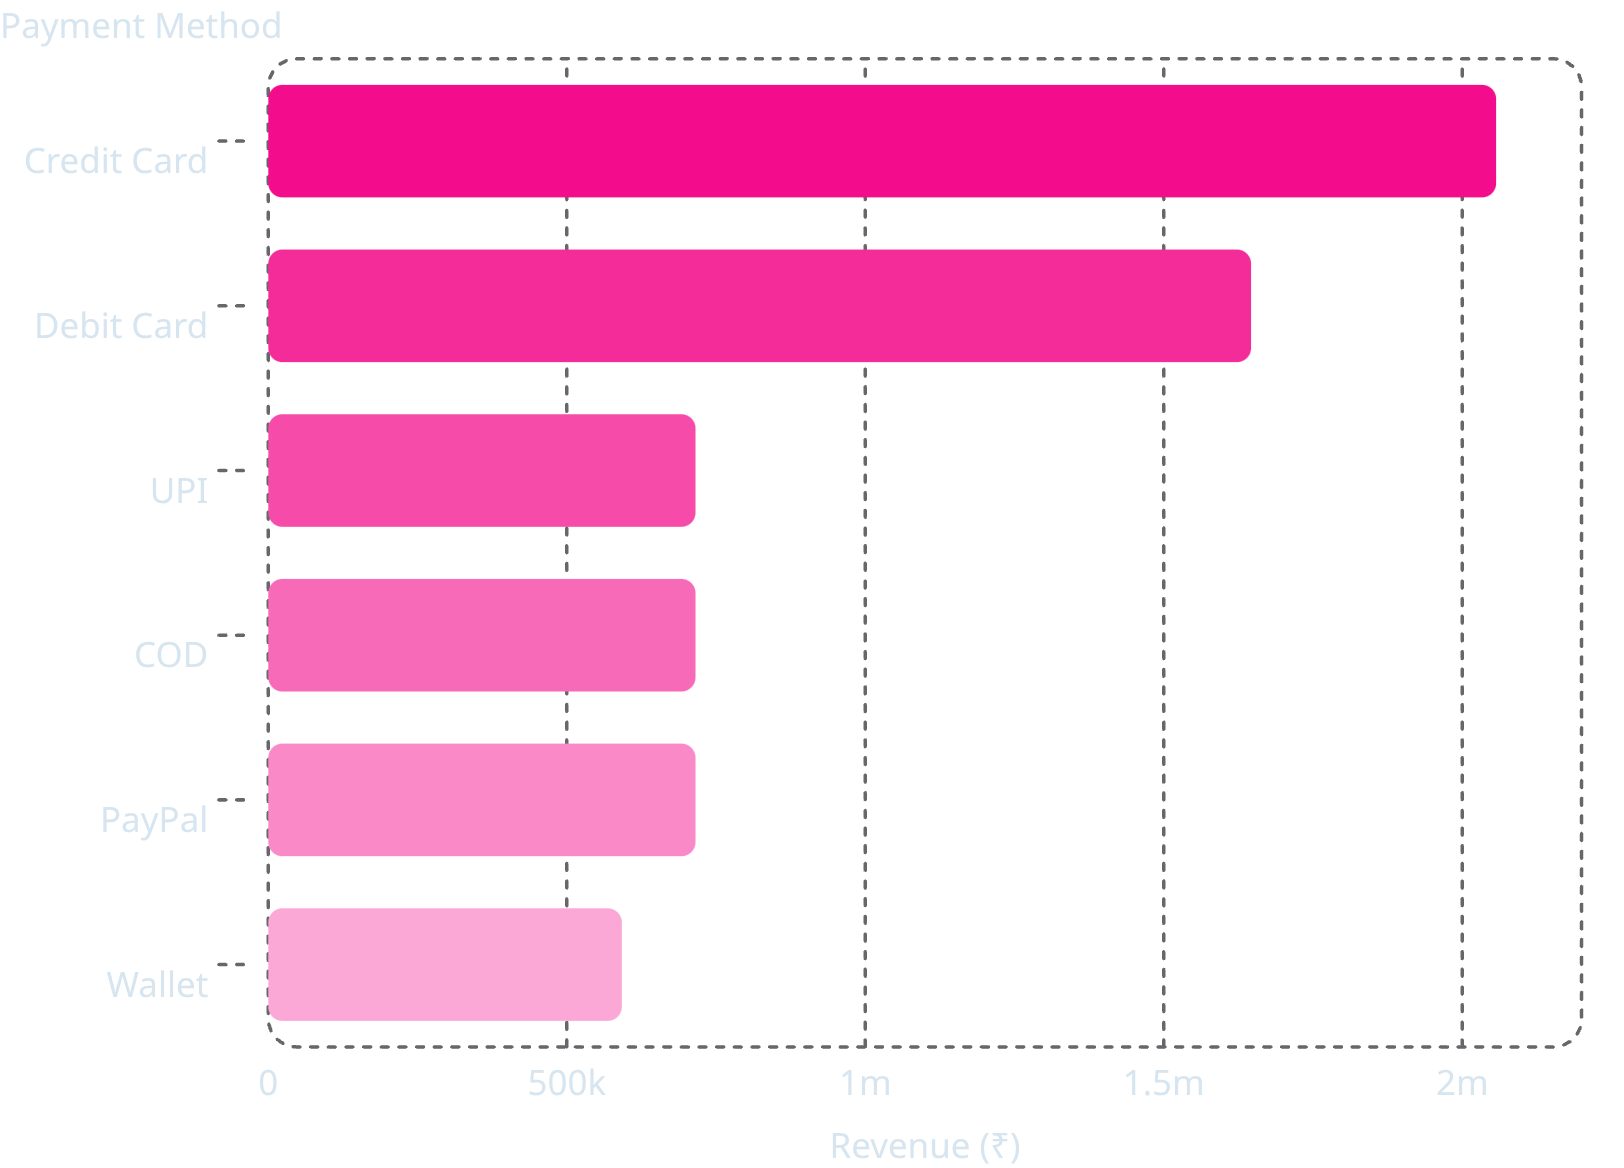 Payment Method
Credit Card
Debit Card
UPI
COD
PayPal
Wallet
0 500k 1m 1.5m 2m
Revenue (₹)